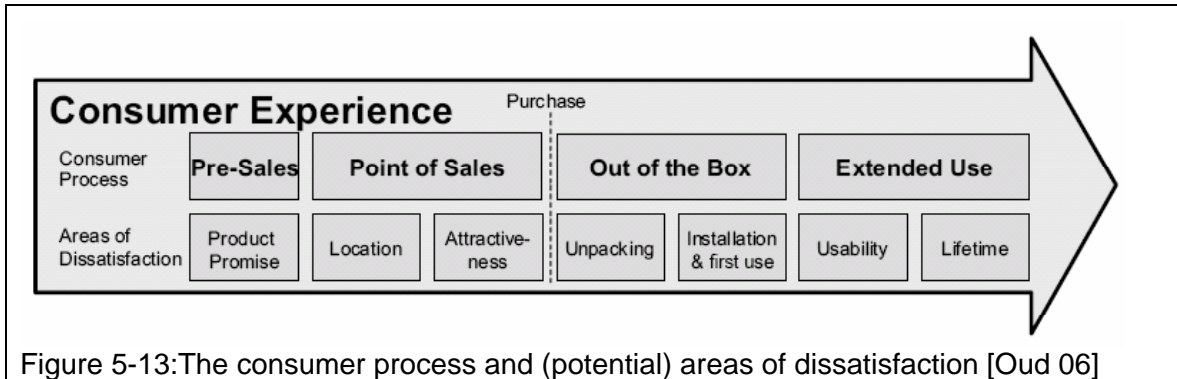 Consumer Experience
Purchase
Consumer
Process
Pre-Sales
Point of Sales
Out of the Box
Extended Use
Areas of
Dissatisfaction
Product
Promise
Location
Attractive-
ness
Unpacking
Installation
& first use
Usability
Lifetime
Figure 5-13:The consumer process and (potential) areas of dissatisfaction [Oud 06]